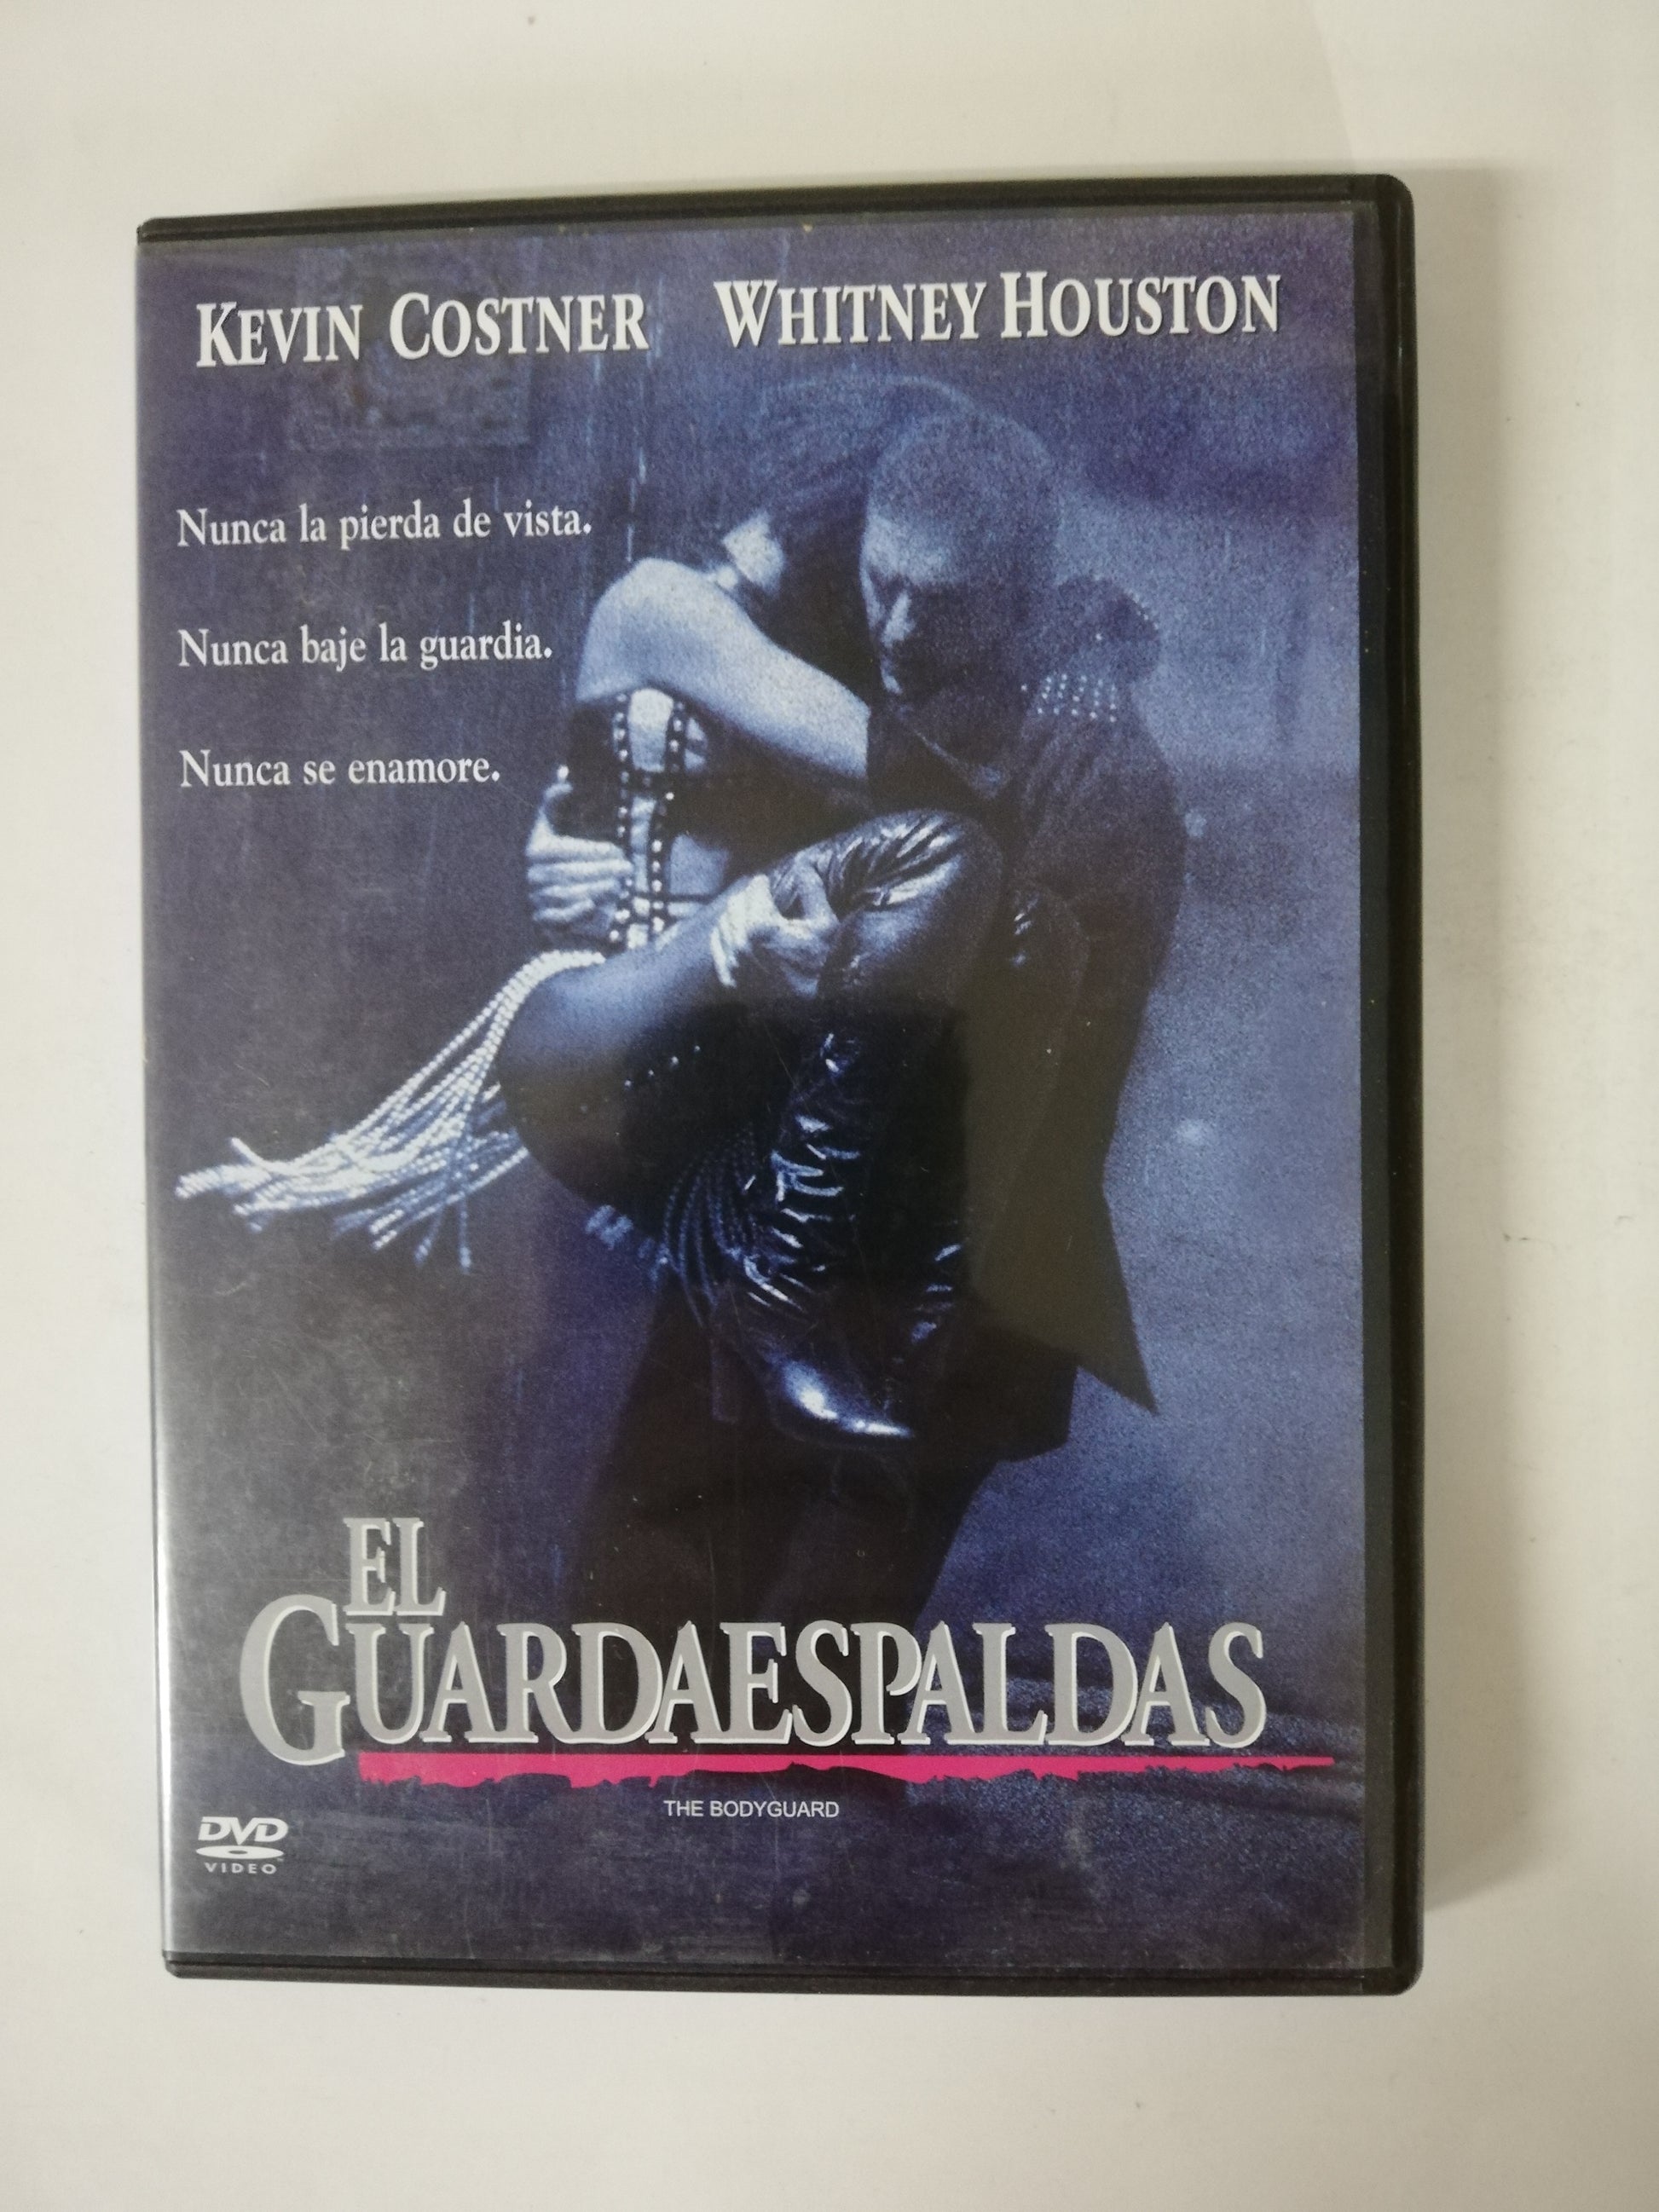 KEVIN COSTNER WHITNEY HOUSTON
Nunca la pierda de vista.
Nunca baje la guardia.
Nunca se enamore.
EL
GUARDAESPALDAS
THE BODYGUARD
DVD
VIDEO